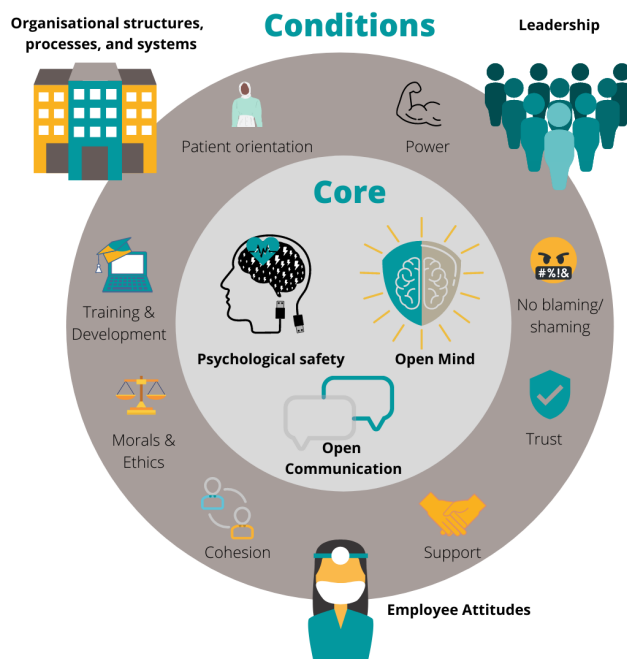 Organisational structures,
processes, and systems
Conditions
Leadership
Patient orientation
Power
Core
Training &
Development
#%!&
No blaming/
shaming
Psychological safety
Open Mind
Morals &
Ethics
Open
Communication
Trust
Cohesion
Support
Employee Attitudes